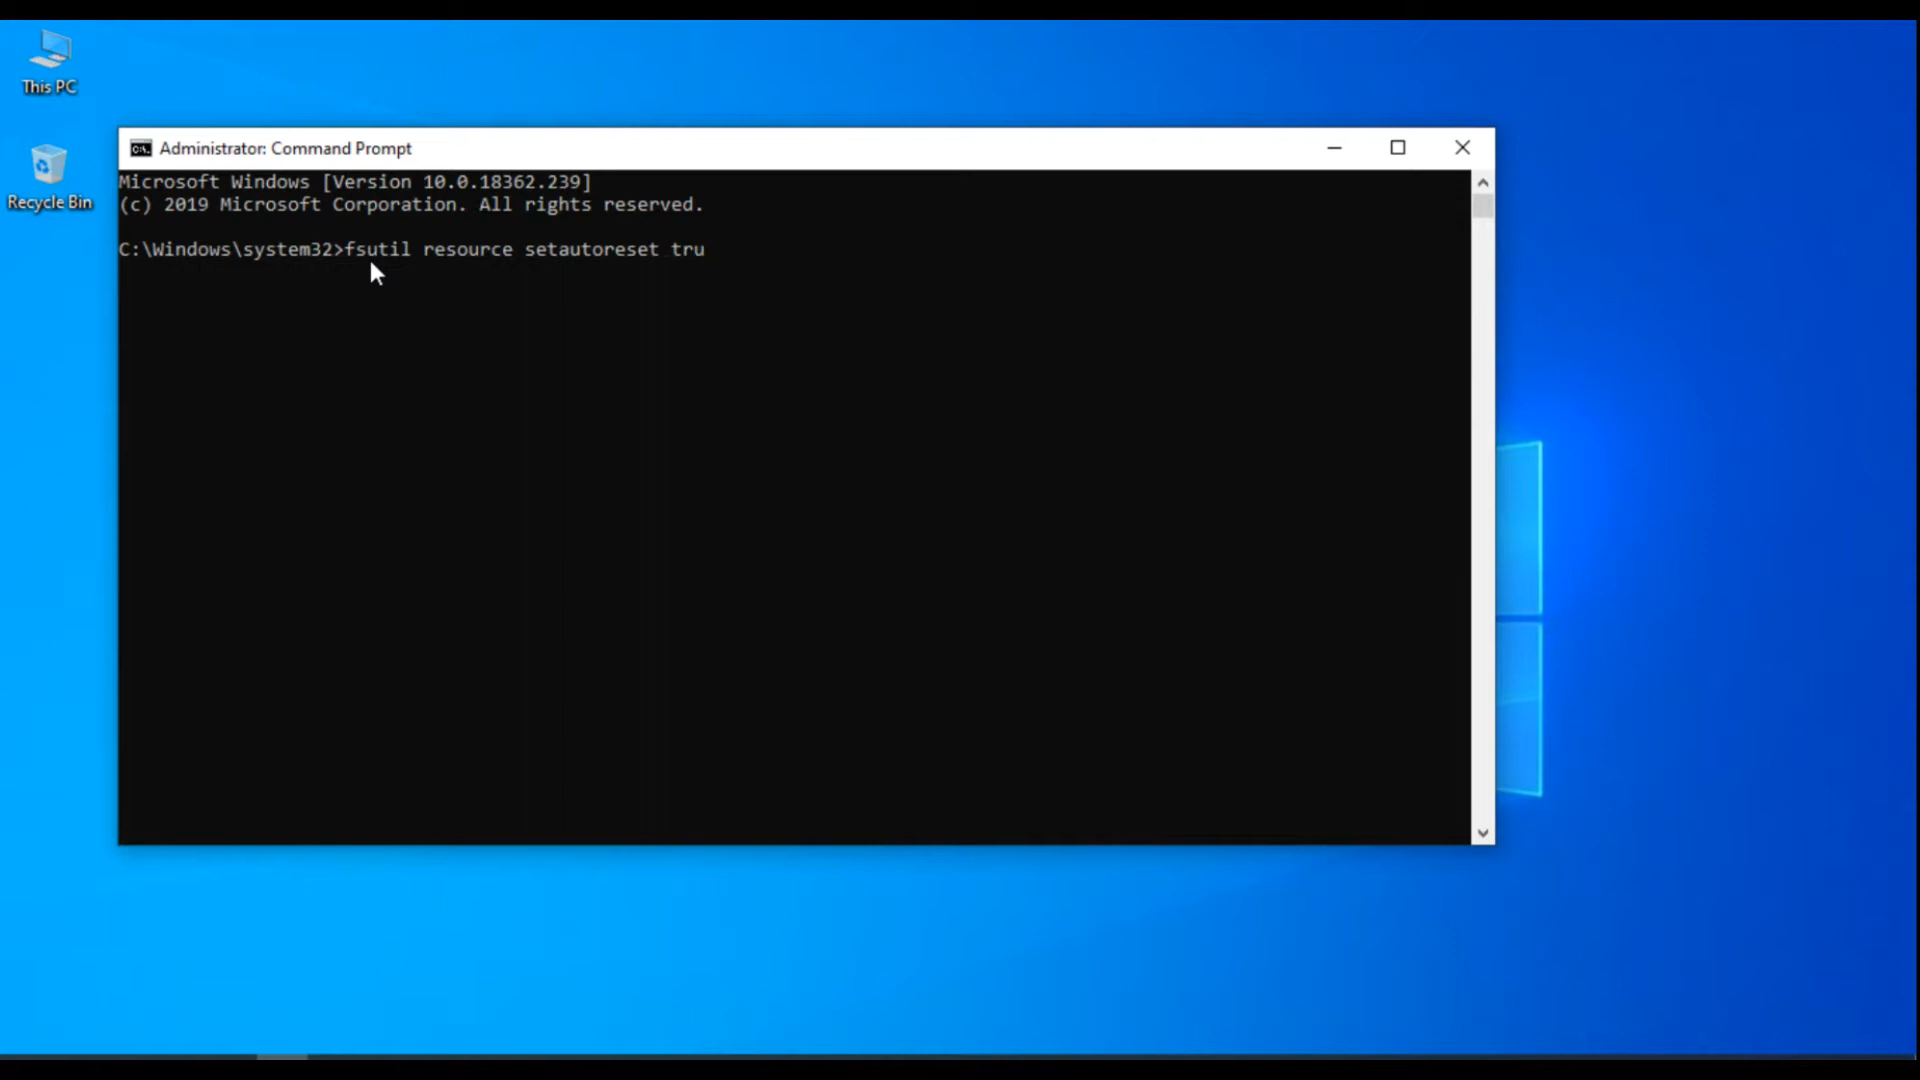 This PC
Recycle Bin
Administrator: Command Prompt
Microsoft Windows [Version 10.0.18362.239]
(c) 2019 Microsoft Corporation. All rights reserved.
C:\Windows\system32>fsutil resource setautoreset tru